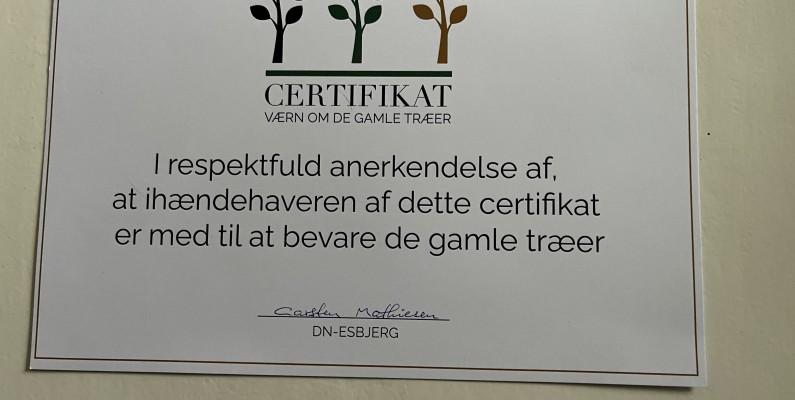 CERTIFIKAT
VÆRN OM DE GAMLE TRÆER
I respektfuld anerkendelse af,
at ihændehaveren af dette certifikat
er med til at bevare de gamle træer
Carsten Mathiesen
DN-ESBJERG